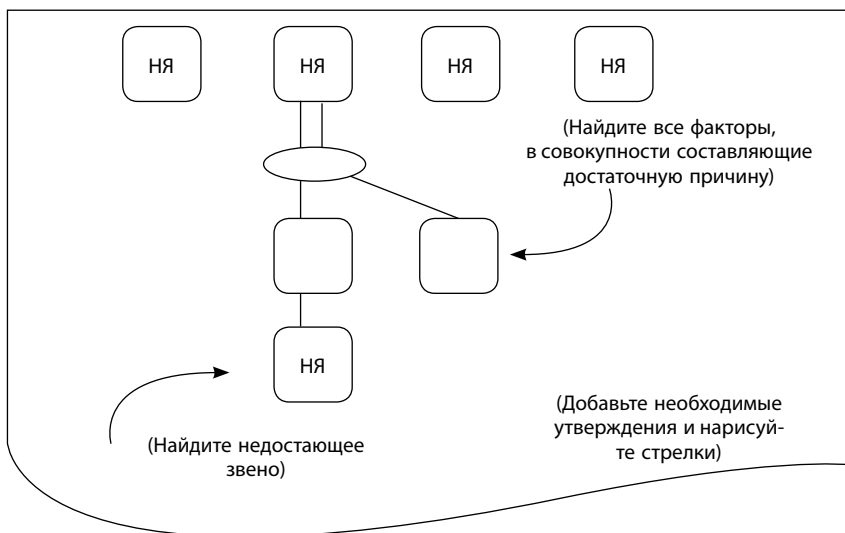 НЯ НЯ НЯ НЯ
(Найдите все факторы,
в совокупности составляющие
достаточную причину)
НЯ
(Добавьте необходимые
утверждения и нарисуй-
те стрелки)
(Найдите недостающее
звено)